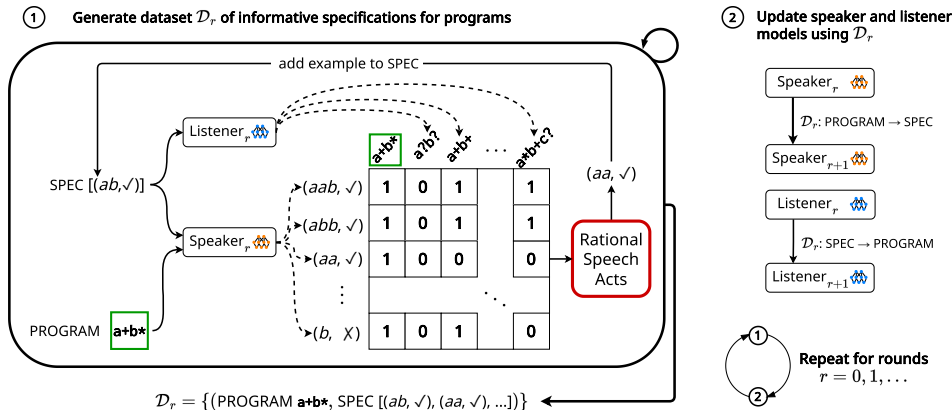 1 Generate dataset 𝒟ᵣ of informative specifications for programs
add example to SPEC
Listenerᵣ
SPEC [(ab,✓)]
Speakerᵣ
PROGRAM a+b*
a+b* a?b? a+b+ ... a*b+c?
(aab, ✓) 1 0 1 1
(abb, ✓) 1 0 1 1
(aa, ✓) 1 0 0 0
⋮ ⋱
(b, ✗) 1 0 1 0
(aa, ✓)
Rational
Speech
Acts
𝒟ᵣ = {(PROGRAM a+b*, SPEC [(ab, ✓), (aa, ✓), ...])}
2 Update speaker and listener
models using 𝒟ᵣ
Speakerᵣ
𝒟ᵣ: PROGRAM → SPEC
Speakerᵣ₊₁
Listenerᵣ
𝒟ᵣ: SPEC → PROGRAM
Listenerᵣ₊₁
1
2
Repeat for rounds
r = 0, 1, . . .